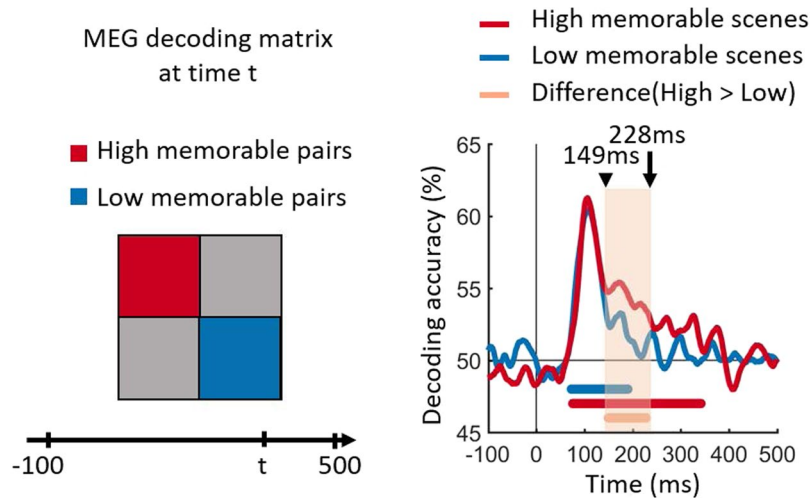 MEG decoding matrix
at time t
High memorable pairs
Low memorable pairs
-100
t
500
High memorable scenes
Low memorable scenes
Difference(High > Low)
228ms
149ms
Decoding accuracy (%)
65
60
55
50
45
-100
0
100
200
300
400
500
Time (ms)